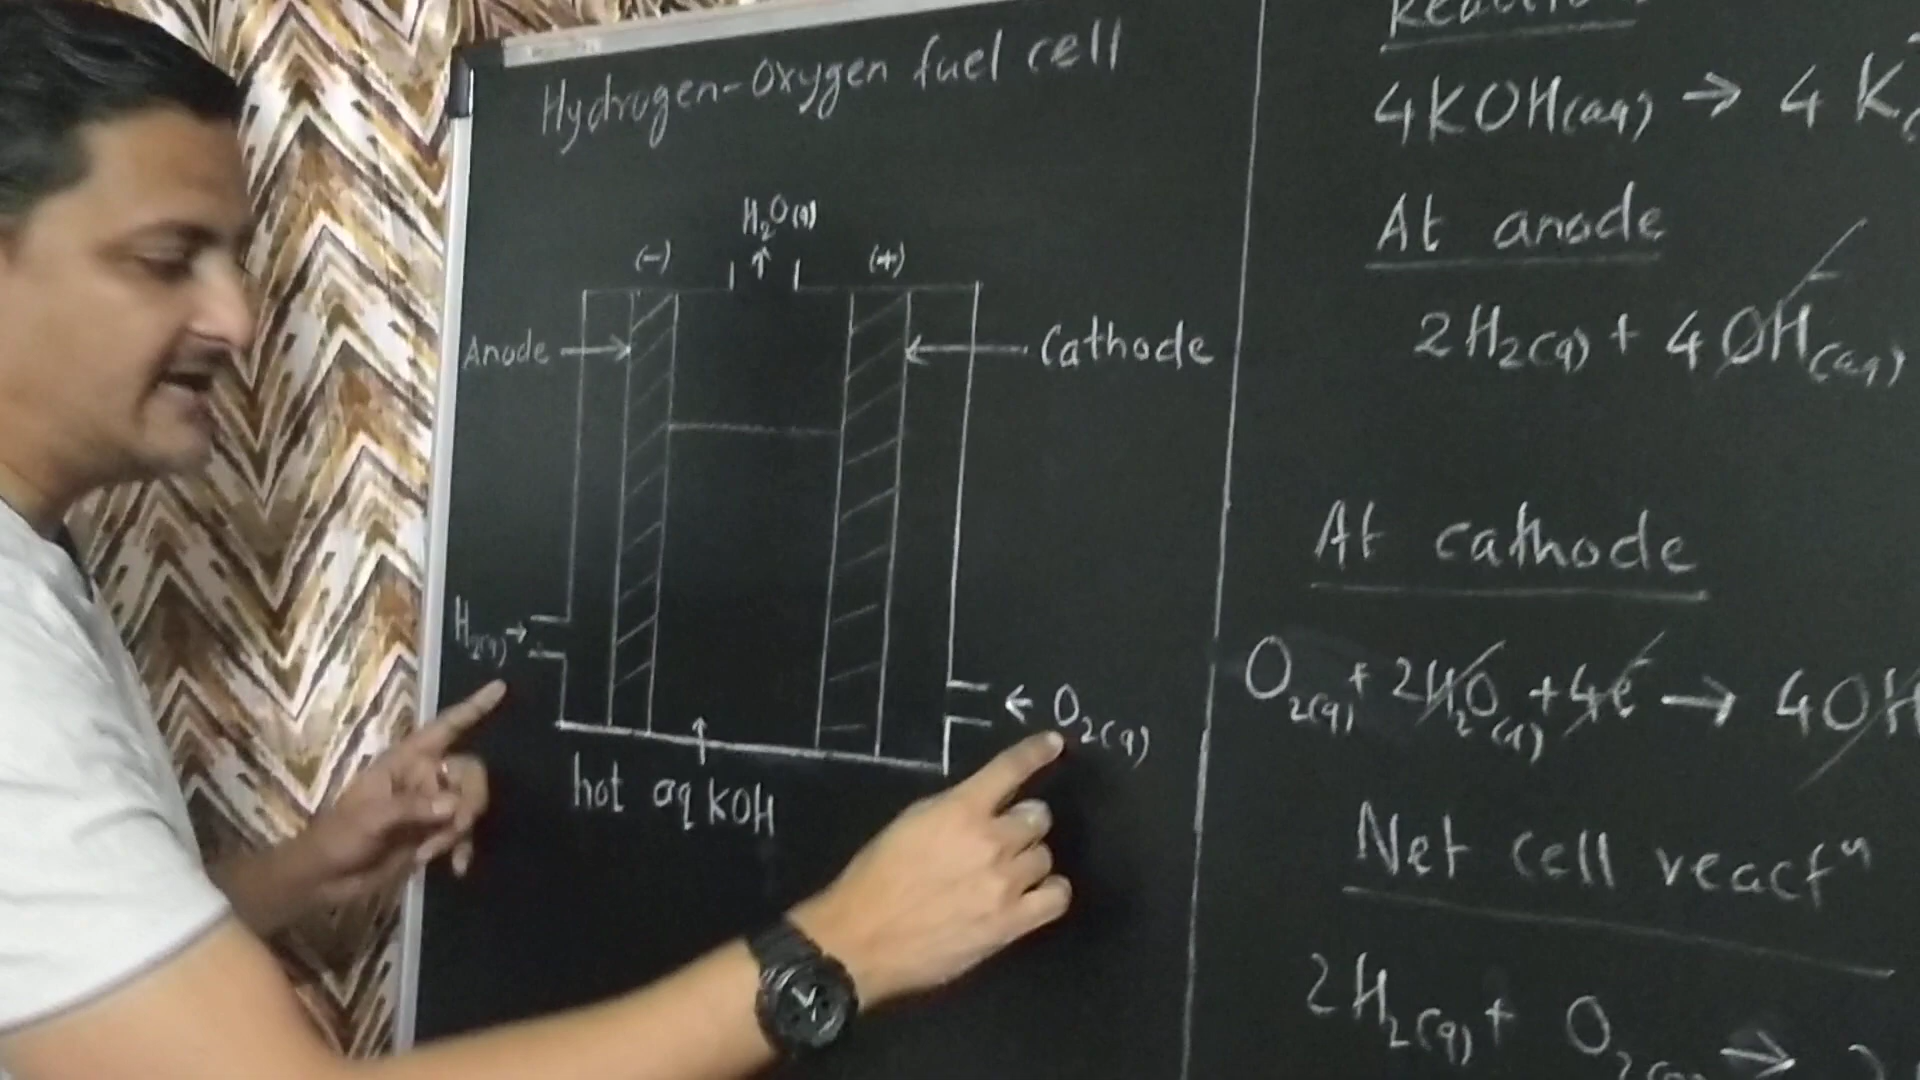 Hydrogen-Oxygen fuel cell
H₂O(g)
↑
(-) (+)
Anode → ← Cathode
H₂(g) →
← O₂(g)
↑
hot aq KOH
4KOH(aq) → 4 K
At anode
2H₂(g) + 4OH⁻(aq)
At cathode
O₂(g) + 2H₂O(l) + 4e⁻ → 4OH
Net cell reactⁿ
2H₂(g) + O₂(g) →